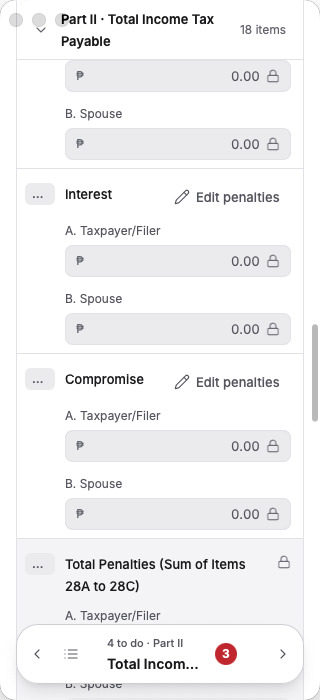 Part II · Total Income Tax
Payable
18 items
₱ 0.00
B. Spouse
₱ 0.00
... Interest Edit penalties
A. Taxpayer/Filer
₱ 0.00
B. Spouse
₱ 0.00
... Compromise Edit penalties
A. Taxpayer/Filer
₱ 0.00
B. Spouse
₱ 0.00
... Total Penalties (Sum of Items
28A to 28C)
A. Taxpayer/Filer
4 to do · Part II
Total Incom...
3
B. Spouse